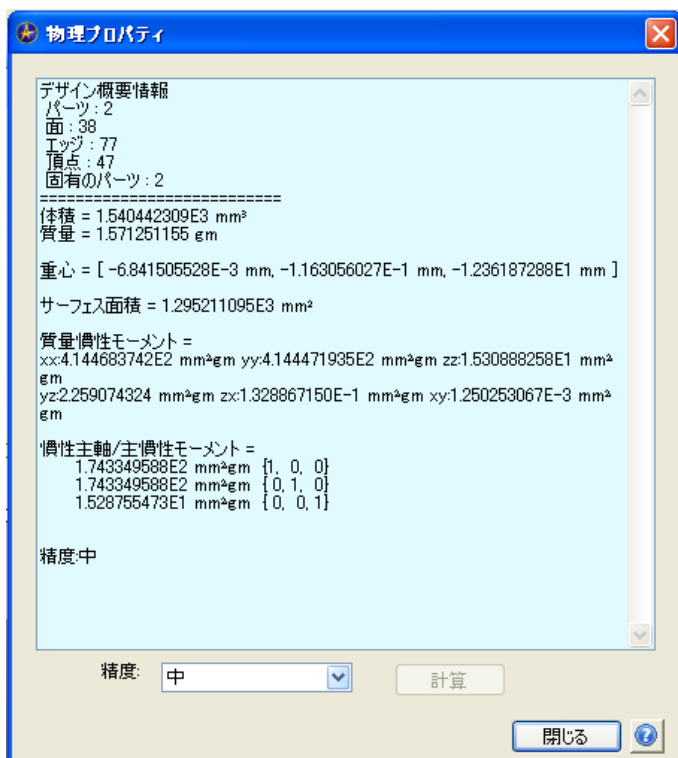 物理プロパティ
デザイン概要情報
パーツ : 2
面 : 38
エッジ : 77
頂点 : 47
固有のパーツ : 2
===========================
体積 = 1.540442309E3 mm³
質量 = 1.571251155 gm
重心 = [ -6.841505528E-3 mm, -1.163056027E-1 mm, -1.236187288E1 mm ]
サーフェス面積 = 1.295211095E3 mm²
質量慣性モーメント =
xx:4.144683742E2 mm²gm yy:4.144471935E2 mm²gm zz:1.530888258E1 mm²
gm
yz:2.259074324 mm²gm zx:1.328867150E-1 mm²gm xy:1.250253067E-3 mm²
gm
慣性主軸/主慣性モーメント =
1.743349588E2 mm²gm {1, 0, 0}
1.743349588E2 mm²gm { 0, 1, 0}
1.528755473E1 mm²gm { 0, 0, 1}
精度:中
精度: 中 計算
閉じる ?